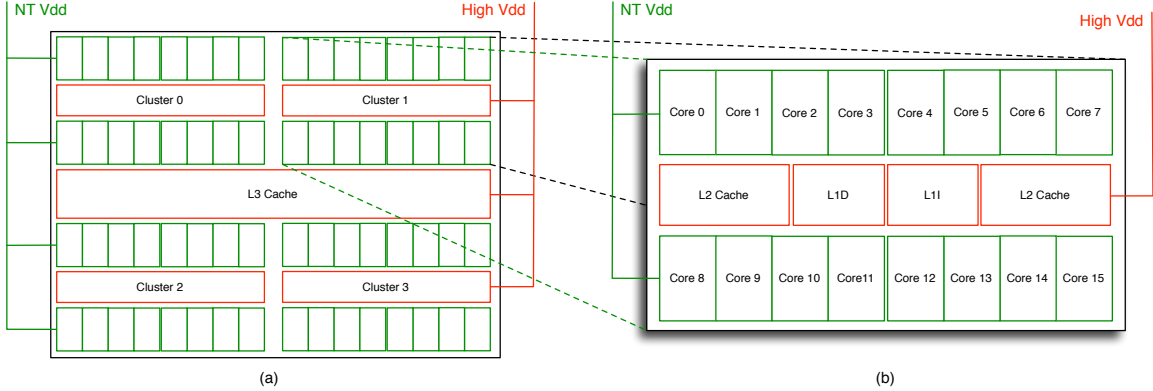 NT Vdd
High Vdd
Cluster 0
Cluster 1
L3 Cache
Cluster 2
Cluster 3
(a)
NT Vdd
High Vdd
Core 0 Core 1 Core 2 Core 3 Core 4 Core 5 Core 6 Core 7
L2 Cache L1D L1I L2 Cache
Core 8 Core 9 Core 10 Core11 Core 12 Core 13 Core 14 Core 15
(b)